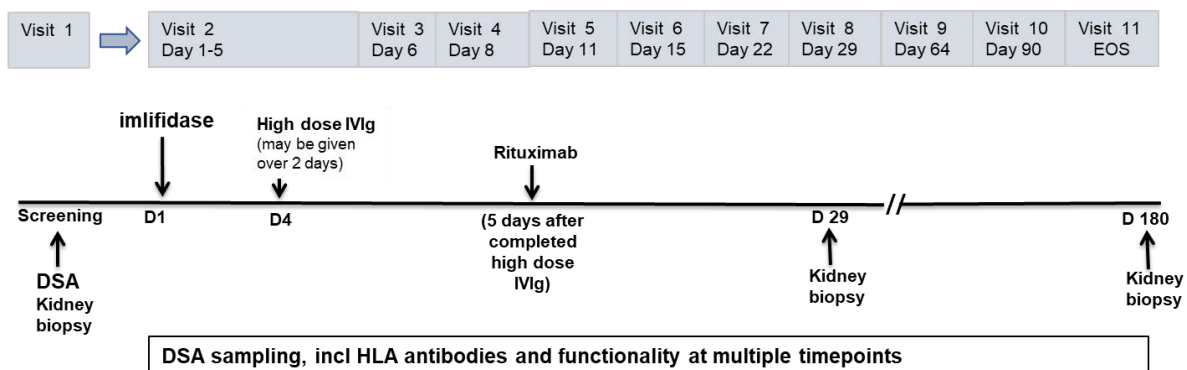 Visit 1
Visit 2
Day 1-5
Visit 3
Day 6
Visit 4
Day 8
Visit 5
Day 11
Visit 6
Day 15
Visit 7
Day 22
Visit 8
Day 29
Visit 9
Day 64
Visit 10
Day 90
Visit 11
EOS
imlifidase
High dose IVIg
(may be given
over 2 days)
Rituximab
Screening
D1
D4
(5 days after
completed
high dose
IVIg)
D 29
D 180
DSA
Kidney
biopsy
Kidney
biopsy
Kidney
biopsy
DSA sampling, incl HLA antibodies and functionality at multiple timepoints